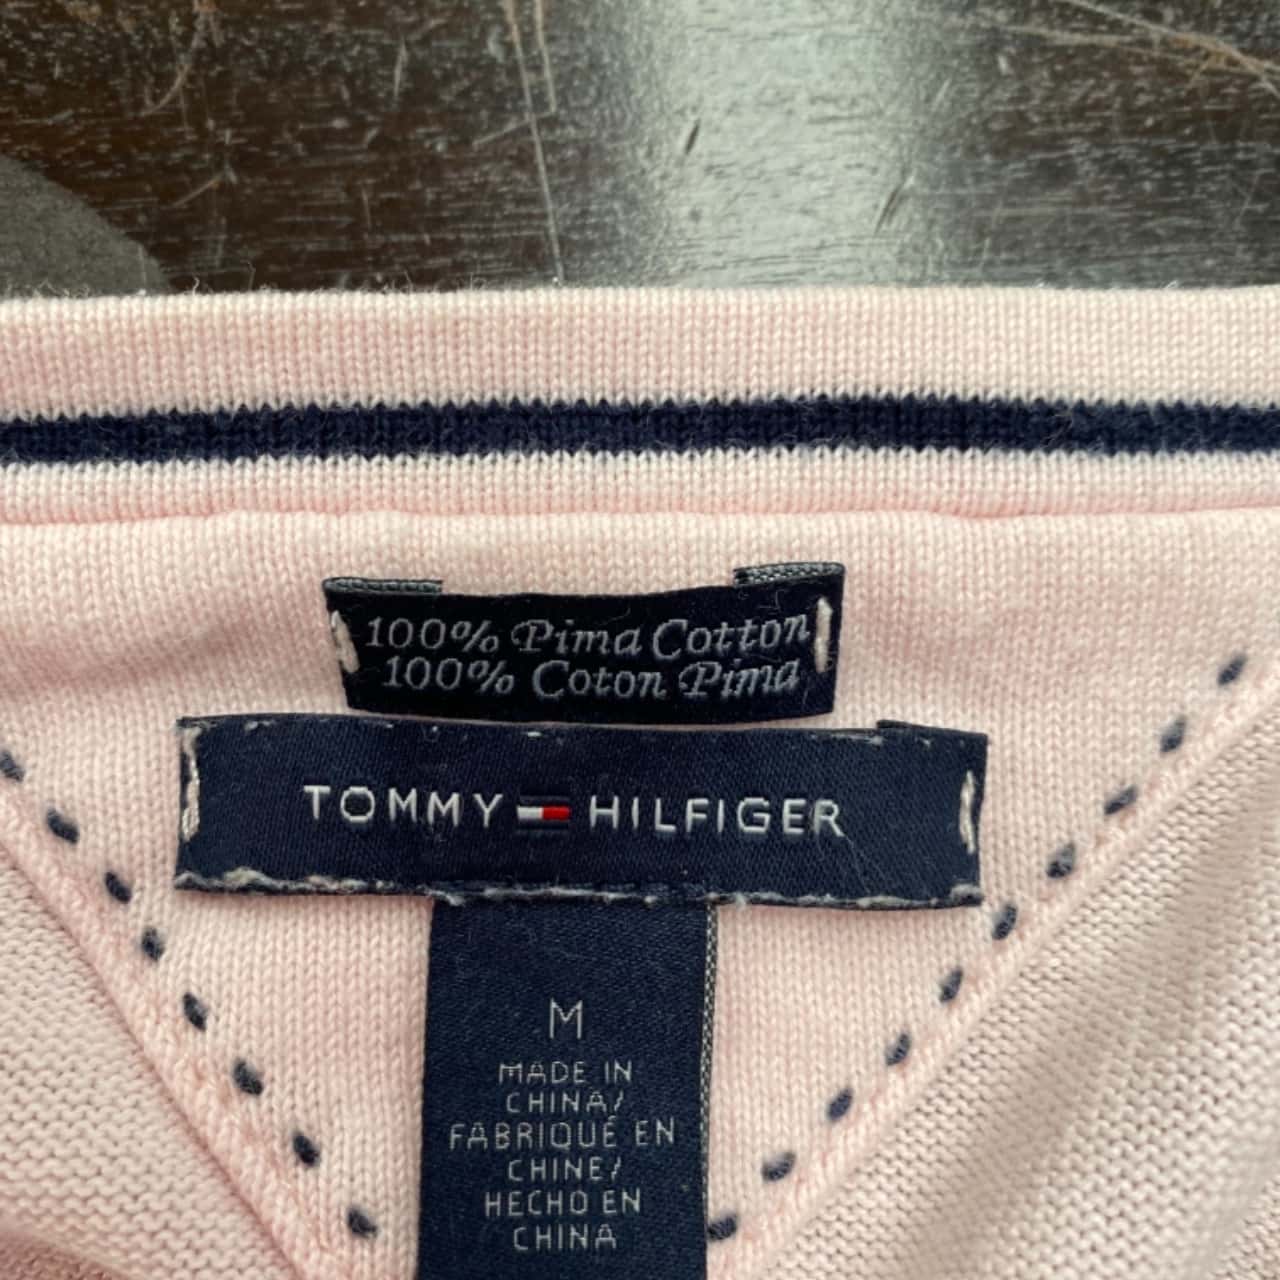 100% Pima Cotton
100% Coton Pima
TOMMY HILFIGER
M
MADE IN
CHINA/
FABRIQUÉ EN
CHINE/
HECHO EN
CHINA